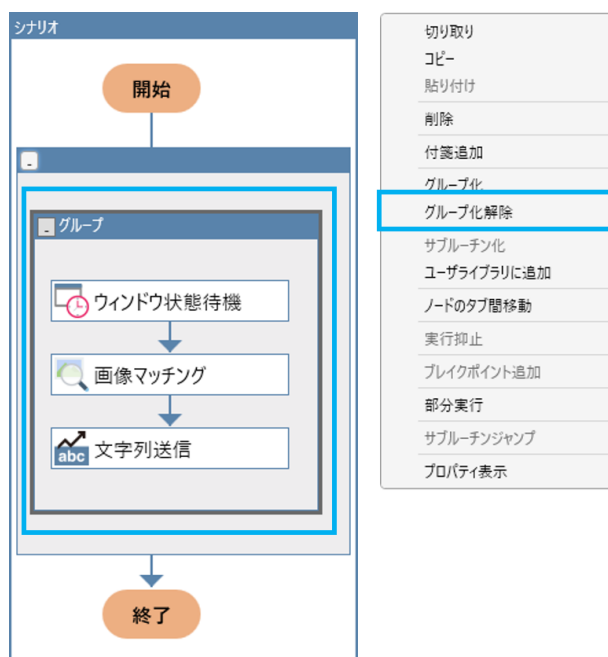 シナリオ
開始
グループ
ウィンドウ状態待機
画像マッチング
abc
文字列送信
終了
切り取り
コピー
貼り付け
削除
付箋追加
グループ化
グループ化解除
サブルーチン化
ユーザライブラリに追加
ノードのタブ間移動
実行抑止
ブレイクポイント追加
部分実行
サブルーチンジャンプ
プロパティ表示